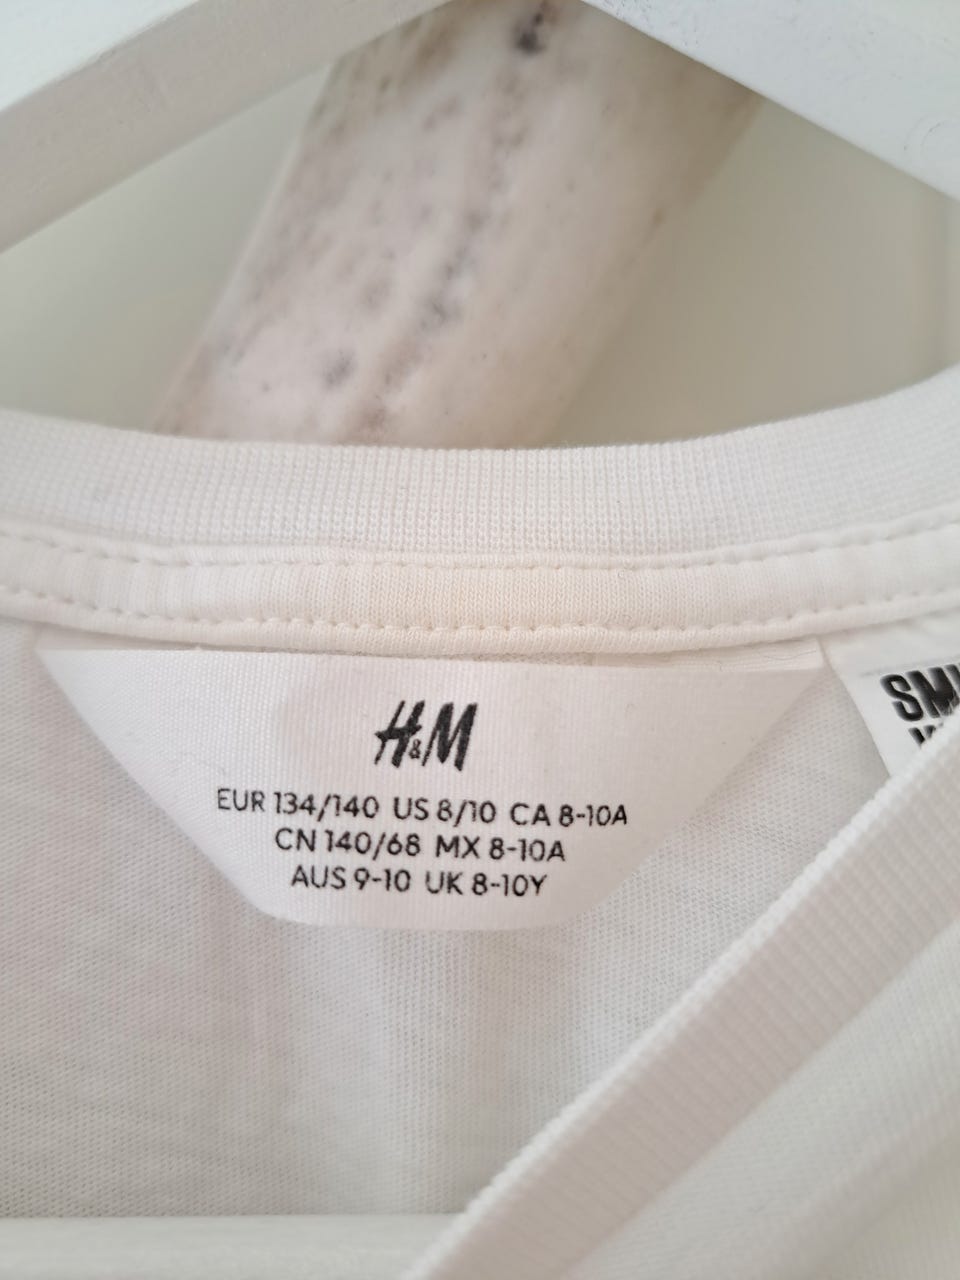 H&M
EUR 134/140 US 8/10 CA 8-10A
CN 140/68 MX 8-10A
AUS 9-10 UK 8-10Y